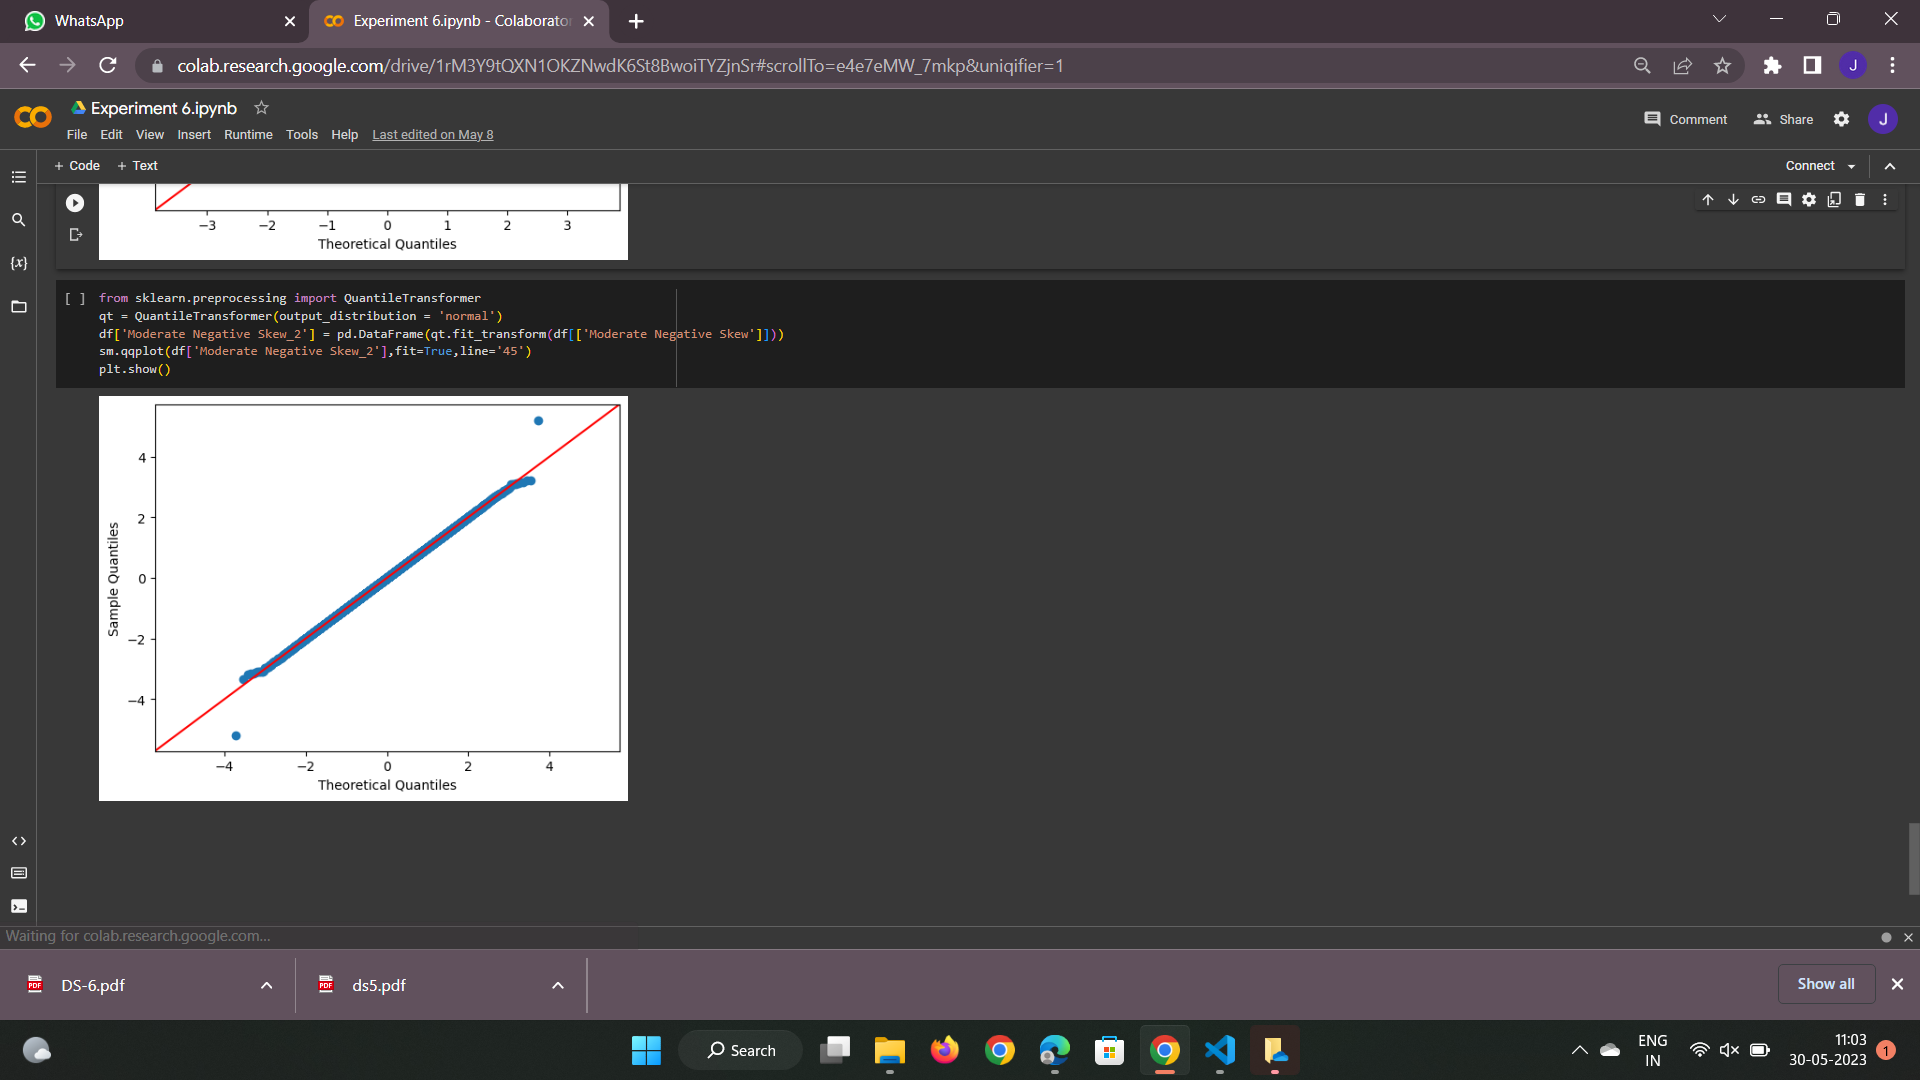 WhatsApp
Experiment 6.ipynb - Colaborator
colab.research.google.com/drive/1rM3Y9tQXN1OKZNwdK6St8BwoiTYZjnSr#scrollTo=e4e7eMW_7mkp&uniqifier=1
J
Experiment 6.ipynb
File Edit View Insert Runtime Tools Help Last edited on May 8
Comment Share J
+ Code + Text
Connect
{x}
−3 −2 −1 0 1 2 3
Theoretical Quantiles
[ ] from sklearn.preprocessing import QuantileTransformer
qt = QuantileTransformer(output_distribution = 'normal')
df['Moderate Negative Skew_2'] = pd.DataFrame(qt.fit_transform(df[['Moderate Negative Skew']]))
sm.qqplot(df['Moderate Negative Skew_2'],fit=True,line='45')
plt.show()
4
2
0
−2
−4
Sample Quantiles
−4 −2 0 2 4
Theoretical Quantiles
Waiting for colab.research.google.com...
PDF DS-6.pdf
PDF ds5.pdf
Show all
Search
ENG
IN
11:03
30-05-2023
1